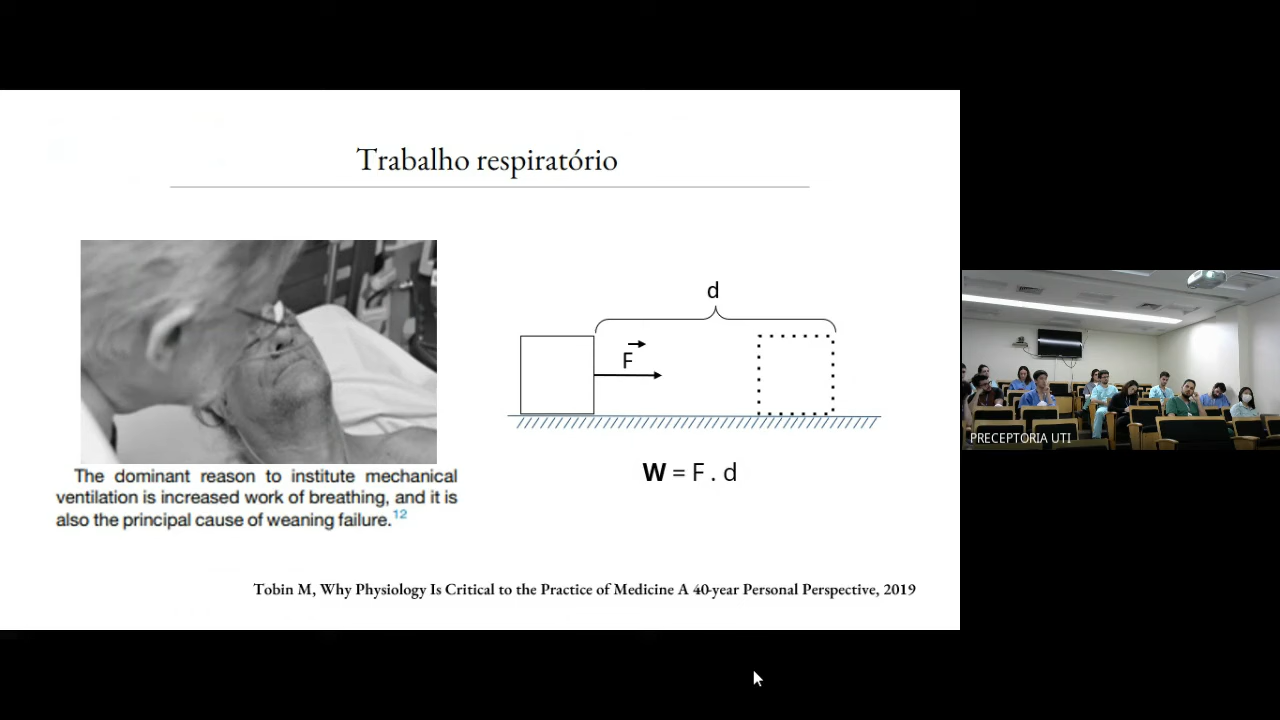 Trabalho respiratório
The dominant reason to institute mechanical
ventilation is increased work of breathing, and it is
also the principal cause of weaning failure.12
d
F
W = F . d
Tobin M, Why Physiology Is Critical to the Practice of Medicine A 40-year Personal Perspective, 2019
PRECEPTORIA UTI